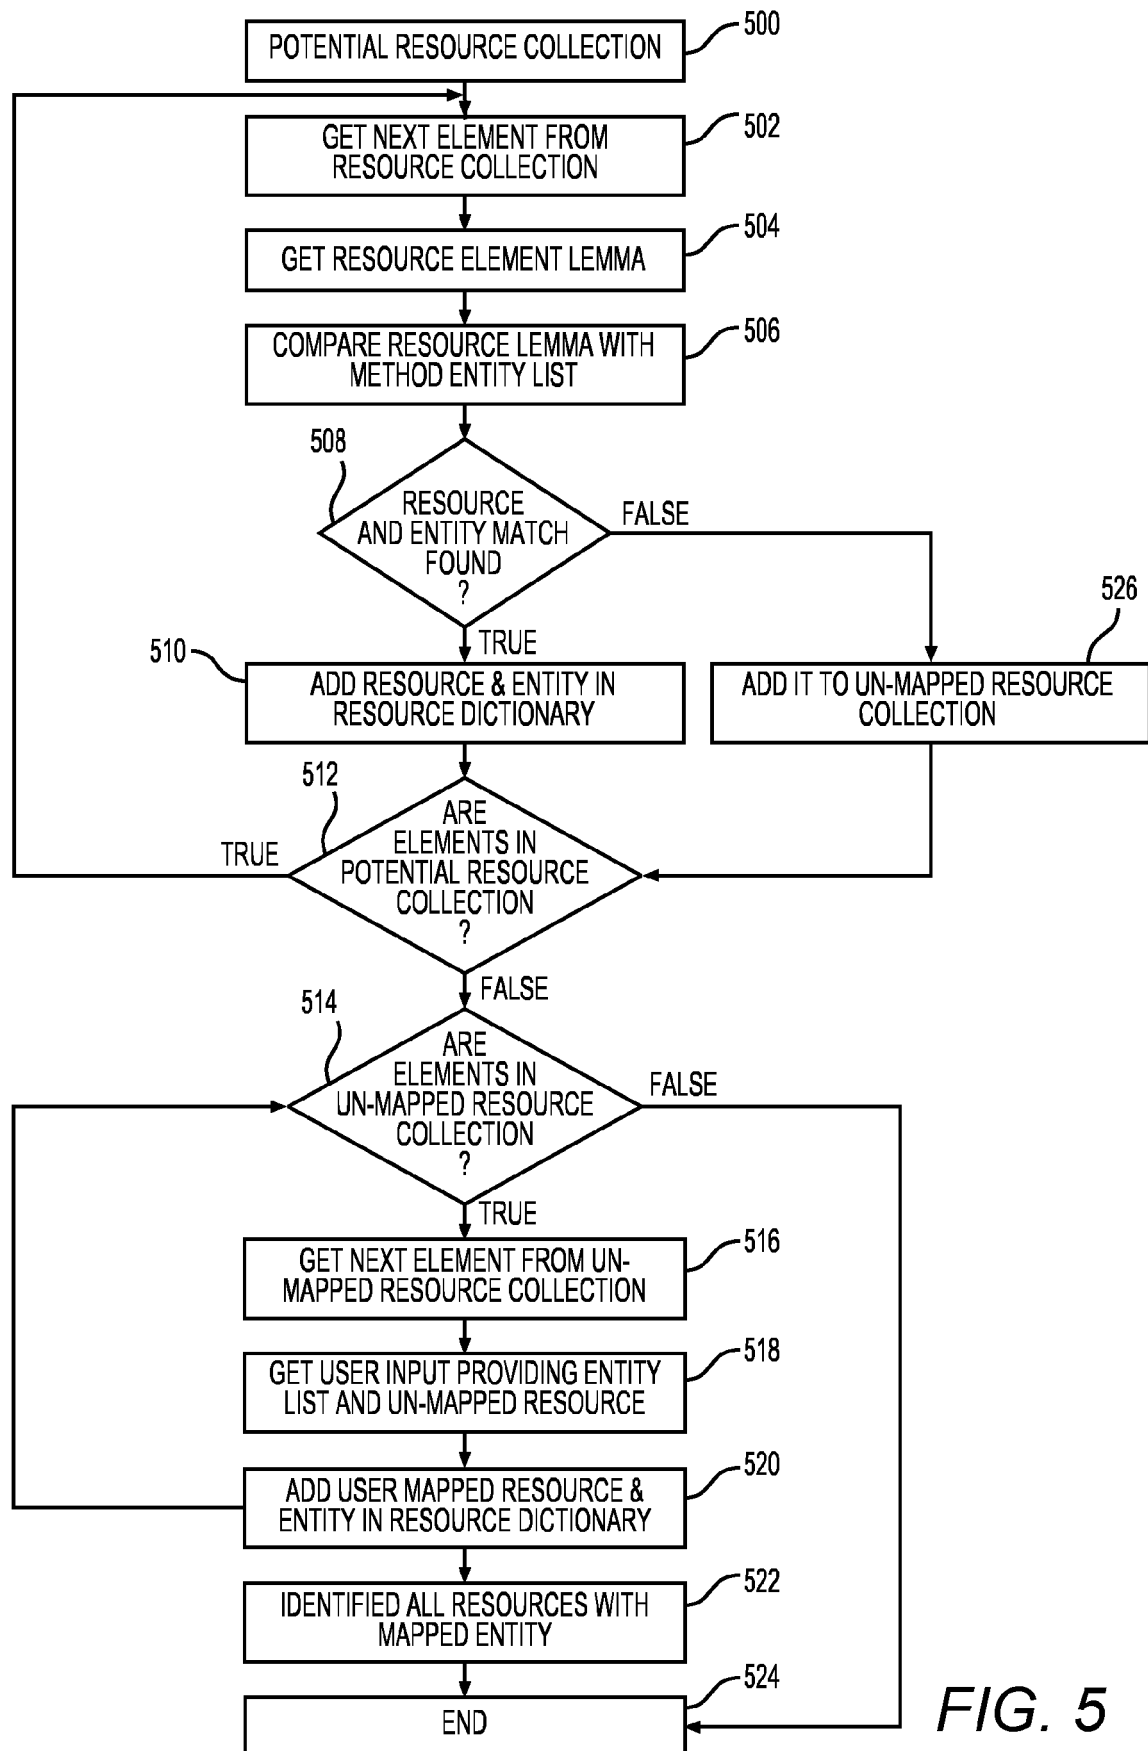 POTENTIAL RESOURCE COLLECTION
500
GET NEXT ELEMENT FROM
RESOURCE COLLECTION
502
GET RESOURCE ELEMENT LEMMA
504
COMPARE RESOURCE LEMMA WITH
METHOD ENTITY LIST
506
508
RESOURCE
AND ENTITY MATCH
FOUND
?
FALSE
TRUE
510
ADD RESOURCE & ENTITY IN
RESOURCE DICTIONARY
526
ADD IT TO UN-MAPPED RESOURCE
COLLECTION
512
ARE
ELEMENTS IN
POTENTIAL RESOURCE
COLLECTION
?
TRUE
FALSE
514
ARE
ELEMENTS IN
UN-MAPPED RESOURCE
COLLECTION
?
FALSE
TRUE
GET NEXT ELEMENT FROM UN-
MAPPED RESOURCE COLLECTION
516
GET USER INPUT PROVIDING ENTITY
LIST AND UN-MAPPED RESOURCE
518
ADD USER MAPPED RESOURCE &
ENTITY IN RESOURCE DICTIONARY
520
IDENTIFIED ALL RESOURCES WITH
MAPPED ENTITY
522
END
524
FIG. 5